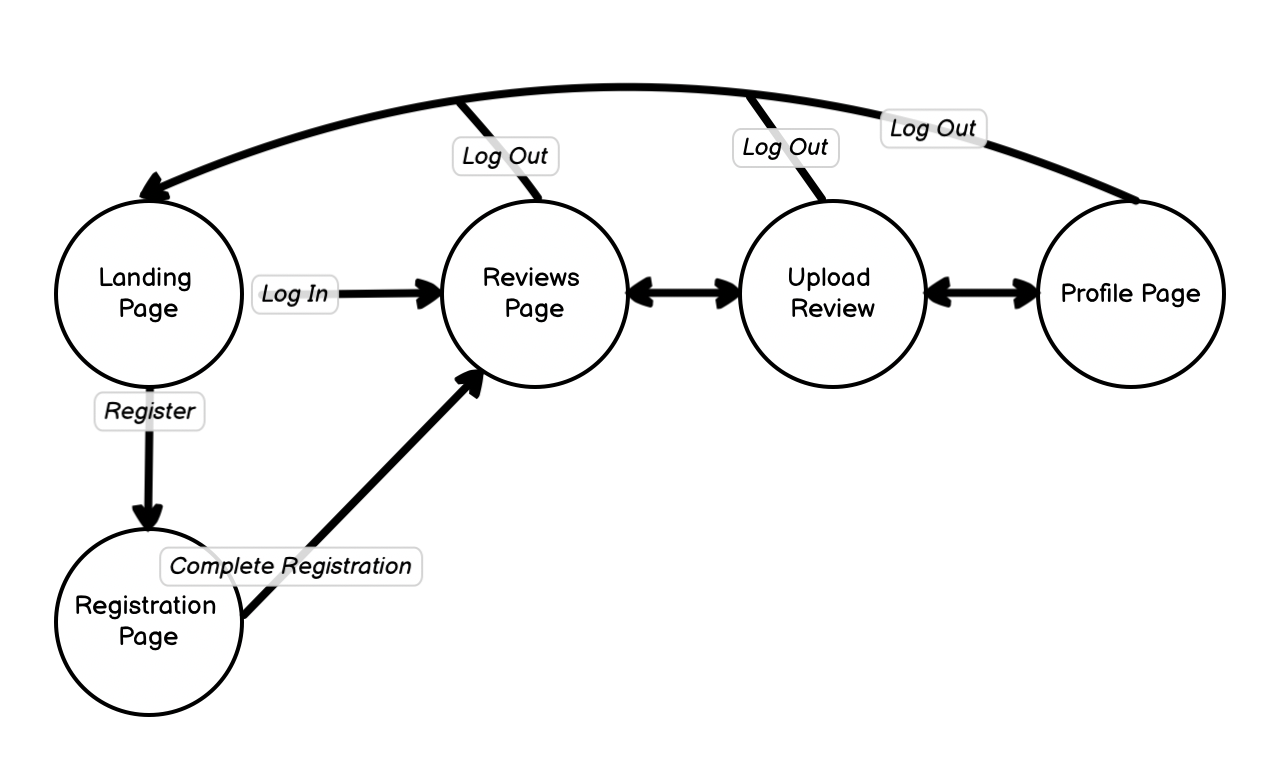 Log Out
Log Out
Log Out
Landing
Page
Log In
Reviews
Page
Upload
Review
Profile Page
Register
Complete Registration
Registration
Page